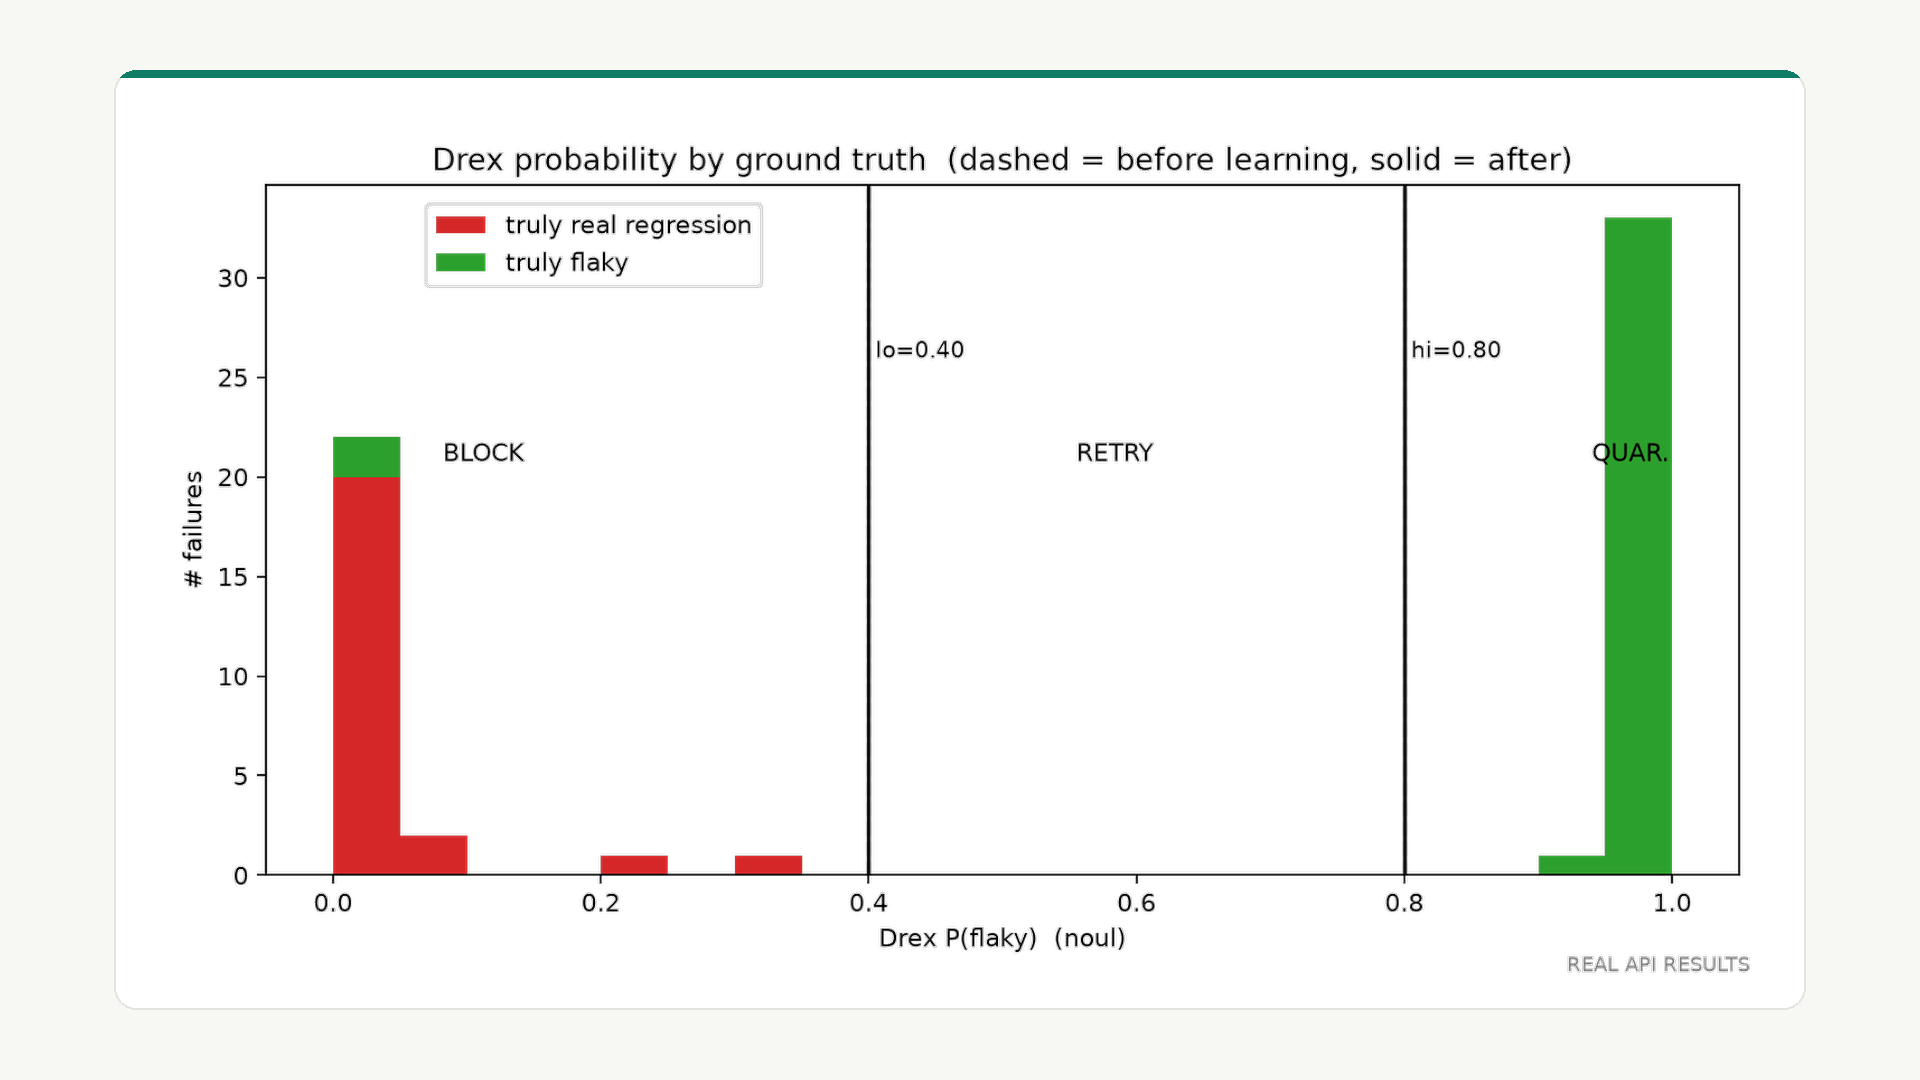 Drex probability by ground truth  (dashed = before learning, solid = after)
truly real regression
truly flaky
30
25
20
15
10
5
0
# failures
lo=0.40
hi=0.80
BLOCK
RETRY
QUAR.
0.0
0.2
0.4
0.6
0.8
1.0
Drex P(flaky)  (noul)
REAL API RESULTS